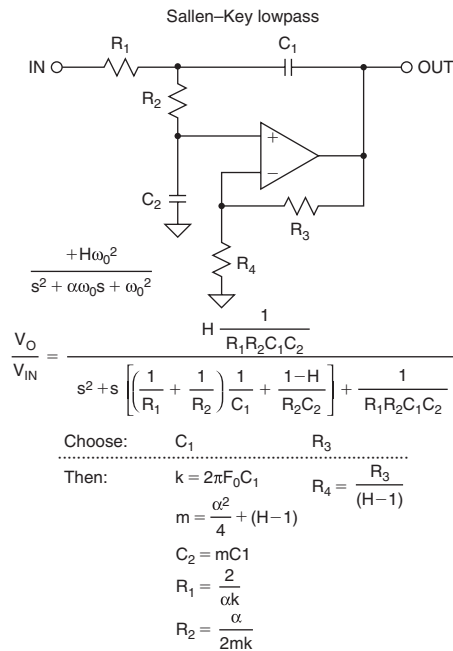 Sallen–Key lowpass
R1
C1
IN
OUT
R2
+
–
C2
R3
R4
+Hω0²
s² + αω0s + ω0²
VO / VIN = H 1 / R1R2C1C2
s² + s [(1/R1 + 1/R2) 1/C1 + 1–H/R2C2] + 1/R1R2C1C2
Choose: C1 R3
Then: k = 2πF0C1 R4 = R3/(H–1)
m = α²/4 + (H–1)
C2 = mC1
R1 = 2/αk
R2 = α/2mk